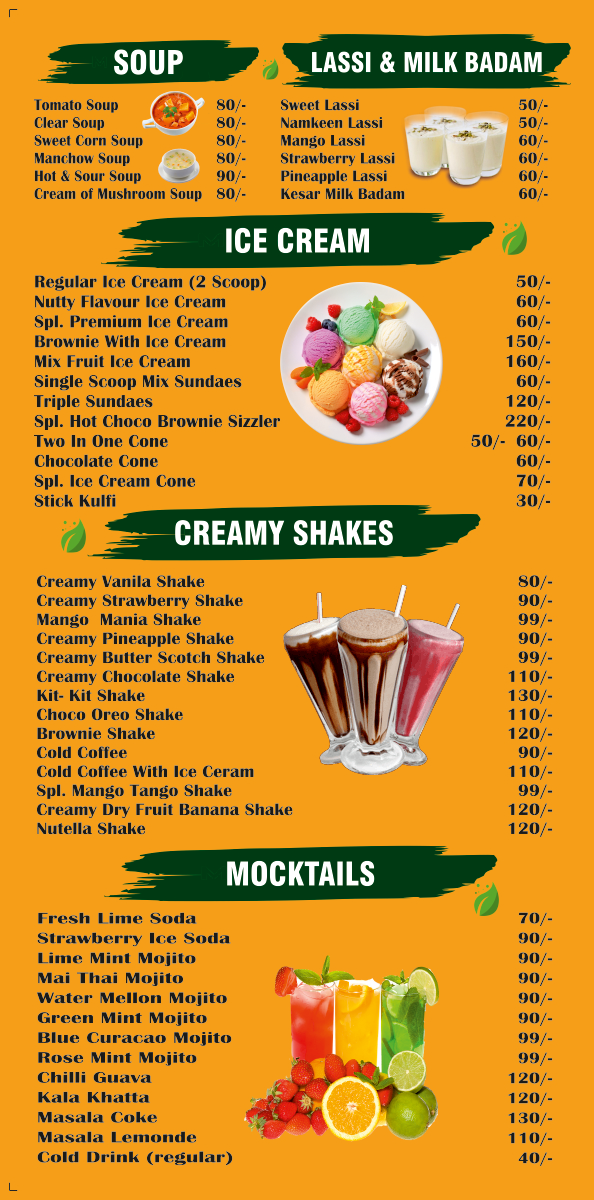 SOUP
Tomato Soup 80/-
Clear Soup 80/-
Sweet Corn Soup 80/-
Manchow Soup 80/-
Hot & Sour Soup 90/-
Cream of Mushroom Soup 80/-
LASSI & MILK BADAM
Sweet Lassi 50/-
Namkeen Lassi 50/-
Mango Lassi 60/-
Strawberry Lassi 60/-
Pineapple Lassi 60/-
Kesar Milk Badam 60/-
ICE CREAM
Regular Ice Cream (2 Scoop) 50/-
Nutty Flavour Ice Cream 60/-
Spl. Premium Ice Cream 60/-
Brownie With Ice Cream 150/-
Mix Fruit Ice Cream 160/-
Single Scoop Mix Sundaes 60/-
Triple Sundaes 120/-
Spl. Hot Choco Brownie Sizzler 220/-
Two In One Cone 50/- 60/-
Chocolate Cone 60/-
Spl. Ice Cream Cone 70/-
Stick Kulfi 30/-
CREAMY SHAKES
Creamy Vanila Shake 80/-
Creamy Strawberry Shake 90/-
Mango Mania Shake 99/-
Creamy Pineapple Shake 90/-
Creamy Butter Scotch Shake 99/-
Creamy Chocolate Shake 110/-
Kit- Kit Shake 130/-
Choco Oreo Shake 110/-
Brownie Shake 120/-
Cold Coffee 90/-
Cold Coffee With Ice Ceram 110/-
Spl. Mango Tango Shake 99/-
Creamy Dry Fruit Banana Shake 120/-
Nutella Shake 120/-
MOCKTAILS
Fresh Lime Soda 70/-
Strawberry Ice Soda 90/-
Lime Mint Mojito 90/-
Mai Thai Mojito 90/-
Water Mellon Mojito 90/-
Green Mint Mojito 90/-
Blue Curacao Mojito 99/-
Rose Mint Mojito 99/-
Chilli Guava 120/-
Kala Khatta 120/-
Masala Coke 130/-
Masala Lemonde 110/-
Cold Drink (regular) 40/-